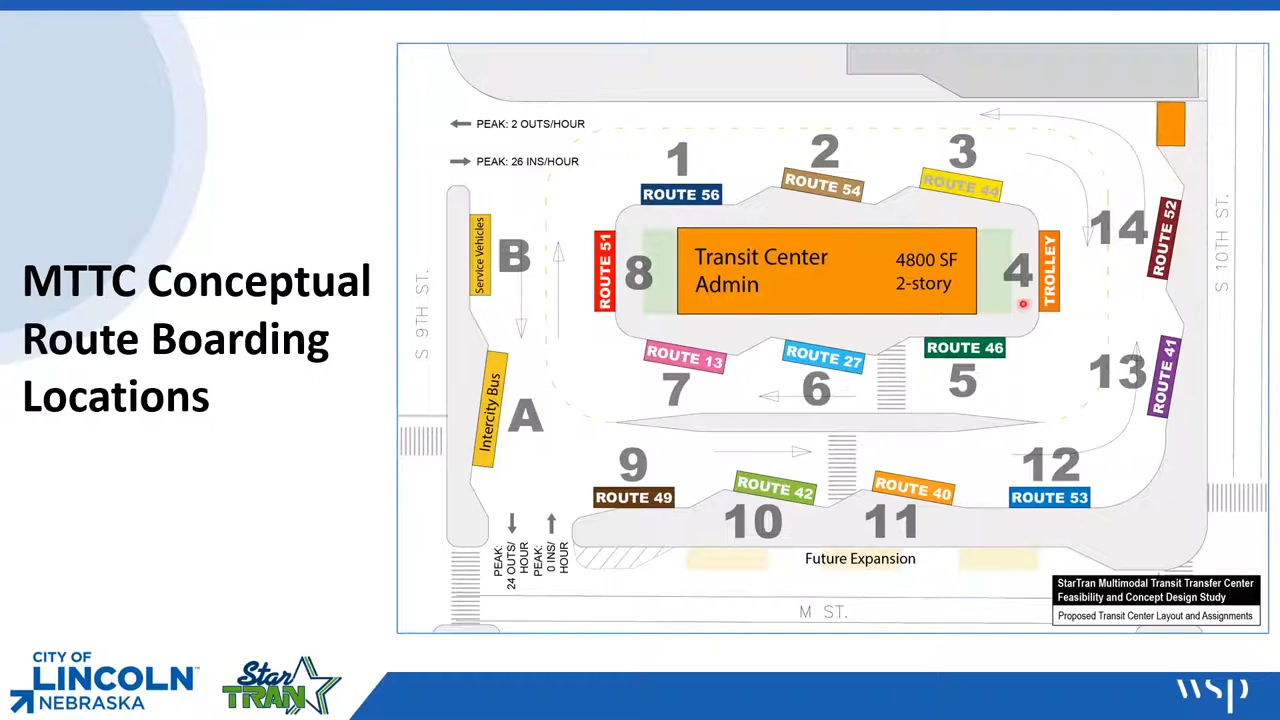 MTTC Conceptual
Route Boarding
Locations
PEAK: 2 OUTS/HOUR
PEAK: 26 INS/HOUR
1
2
3
ROUTE 56
ROUTE 54
ROUTE 44
14
ROUTE 52
S 10TH ST.
Service Vehicles
B
ROUTE 51
8
Transit Center
Admin
4800 SF
2-story
4
TROLLEY
S 9TH ST.
ROUTE 13
ROUTE 27
ROUTE 46
7
6
5
13
ROUTE 41
Intercity Bus
A
9
12
ROUTE 49
ROUTE 42
ROUTE 40
ROUTE 53
10
11
PEAK:
24 OUTS/
HOUR
PEAK:
0 INS/
HOUR
Future Expansion
M ST.
StarTran Multimodal Transit Transfer Center
Feasibility and Concept Design Study
Proposed Transit Center Layout and Assignments
CITY OF
LINCOLN™
NEBRASKA
Star
TRAN
wsp